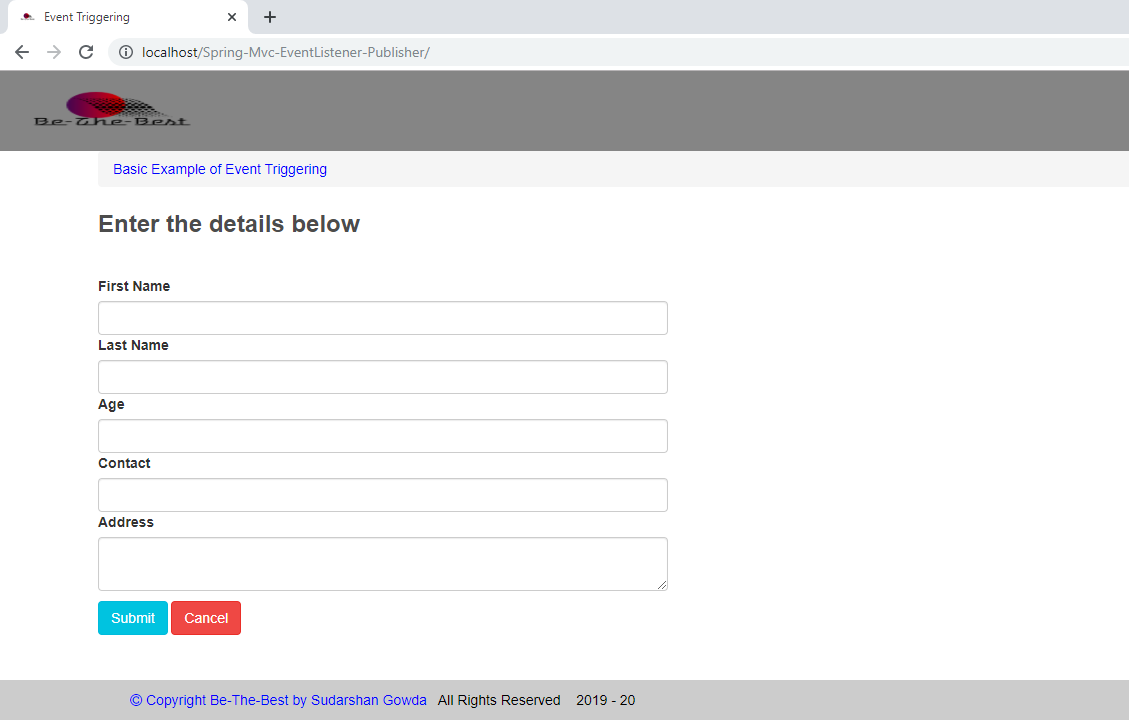 Event Triggering
localhost/Spring-Mvc-EventListener-Publisher/
Be-The-Best
Basic Example of Event Triggering
Enter the details below
First Name
Last Name
Age
Contact
Address
Submit Cancel
© Copyright Be-The-Best by Sudarshan Gowda All Rights Reserved 2019 - 20